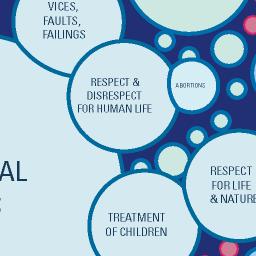 VICES,
FAULTS,
FAILINGS
RESPECT &
DISRESPECT
FOR HUMAN LIFE
ABORTIONS
AL
RESPECT
FOR LIFE
& NATURE
TREATMENT
OF CHILDREN